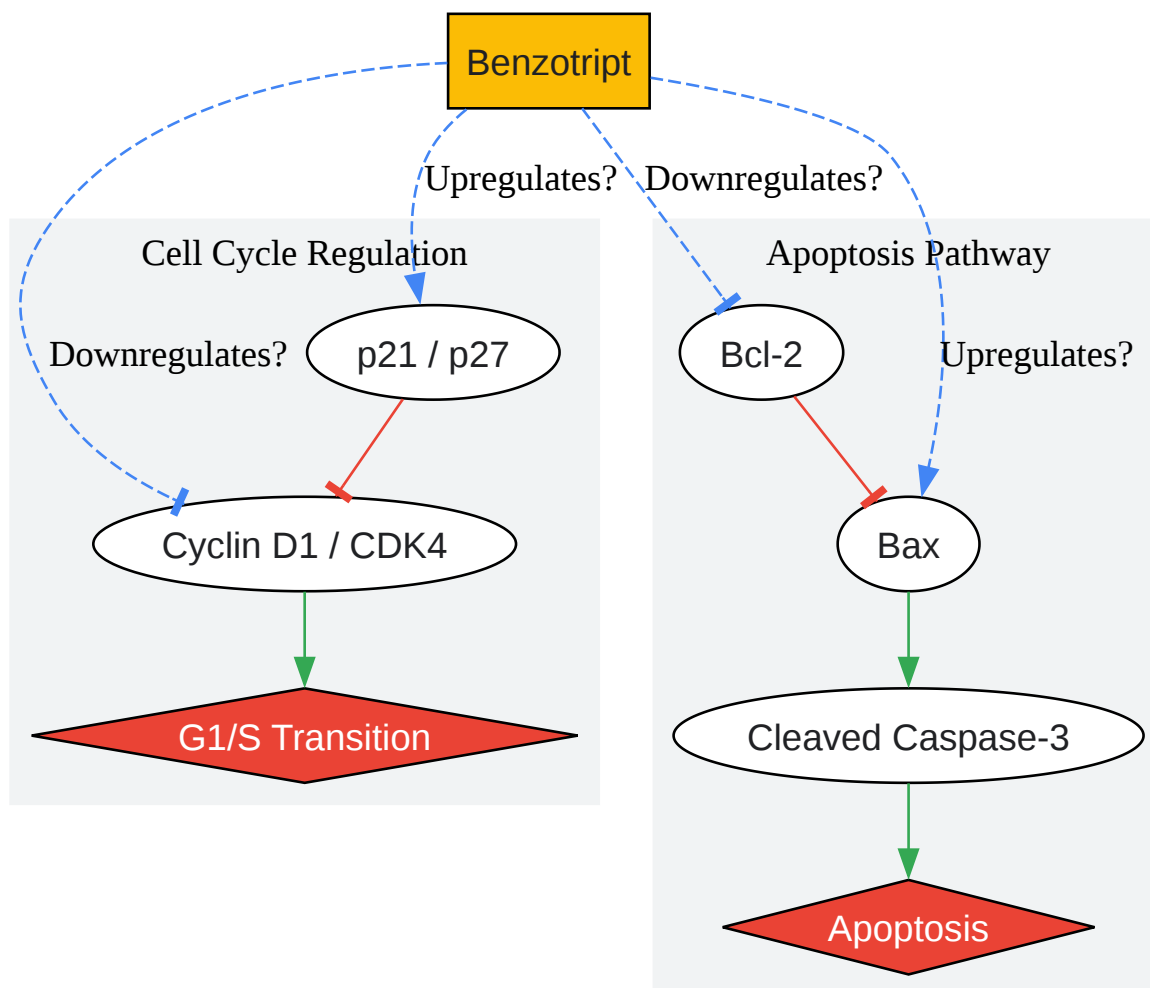 Benzotript
Upregulates?
Downregulates?
Cell Cycle Regulation
Apoptosis Pathway
Downregulates?
p21 / p27
Bcl-2
Upregulates?
Cyclin D1 / CDK4
Bax
G1/S Transition
Cleaved Caspase-3
Apoptosis